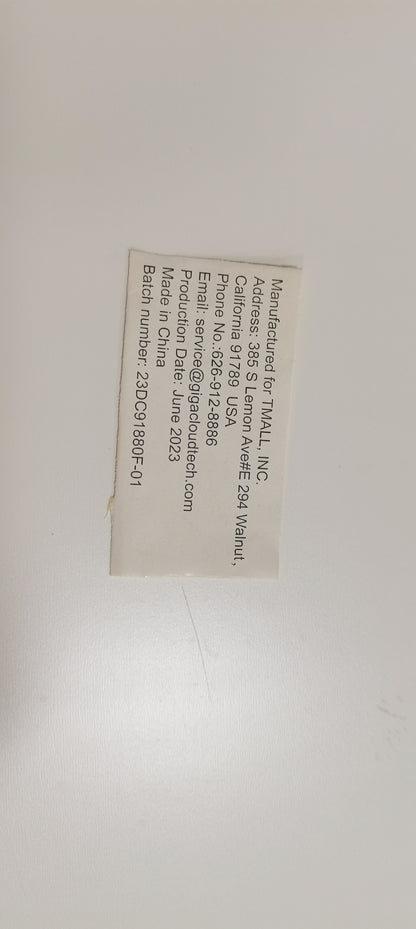 Manufactured for TMALL, INC.
Address: 385 S Lemon Ave#E 294 Walnut,
California 91789 USA
Phone No.:626-912-8886
Email: service@gigacloudtech.com
Production Date: June 2023
Made in China
Batch number: 23DC91880F-01